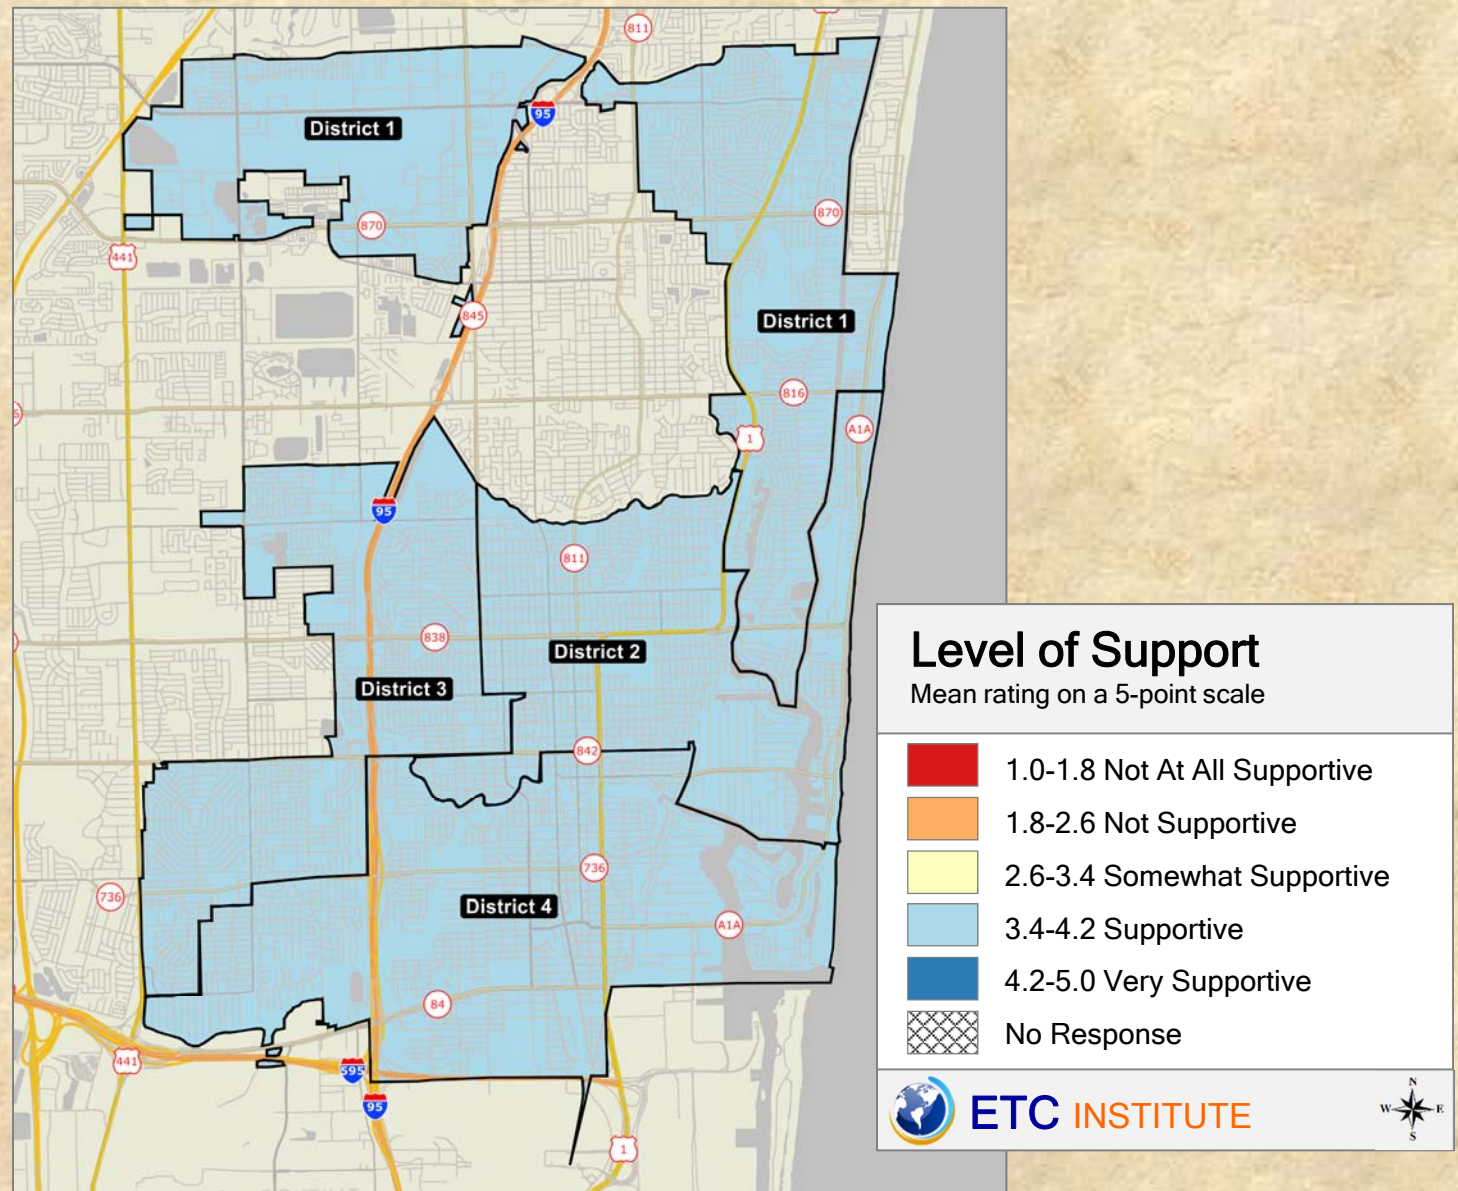 811
95
District 1
870
870
441
845
District 1
816
A1A
1
95
811
838
District 2
District 3
842
736
736
District 4
A1A
84
441
595
95
1
Level of Support
Mean rating on a 5-point scale
1.0-1.8 Not At All Supportive
1.8-2.6 Not Supportive
2.6-3.4 Somewhat Supportive
3.4-4.2 Supportive
4.2-5.0 Very Supportive
No Response
ETC INSTITUTE
N
W E
S